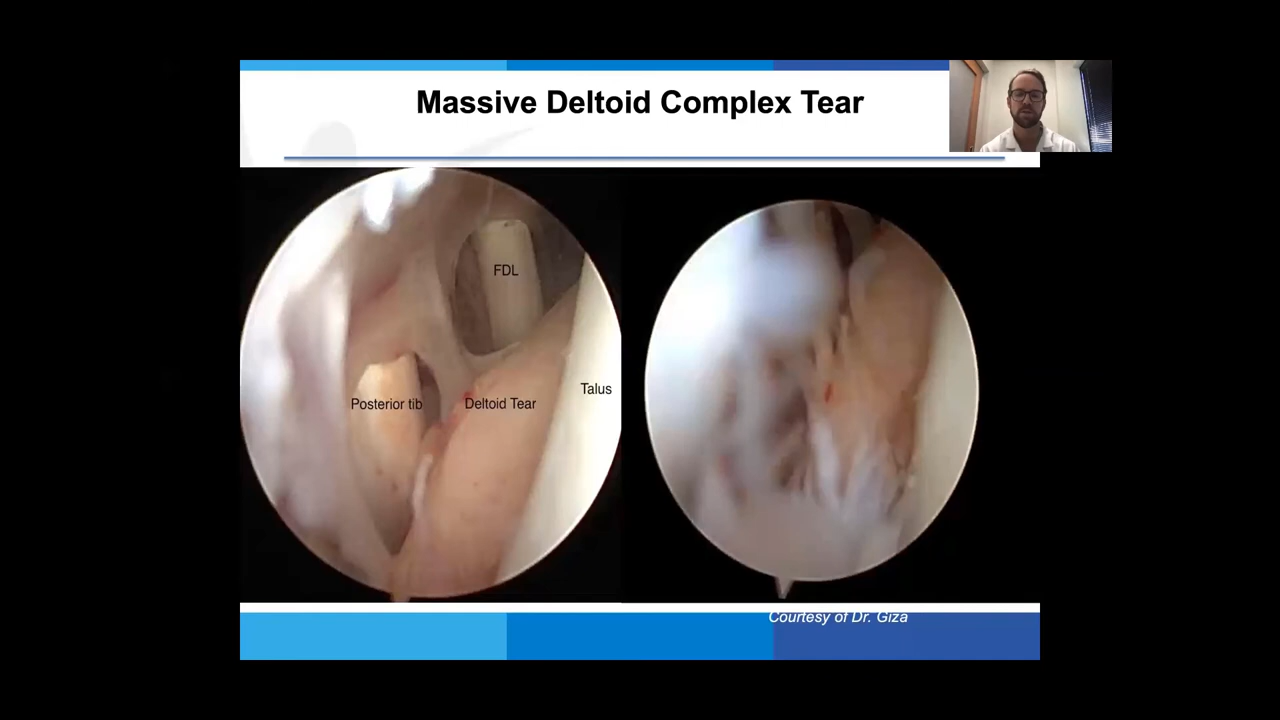 Massive Deltoid Complex Tear
FDL
Talus
Posterior tib
Deltoid Tear
Courtesy of Dr. Giza